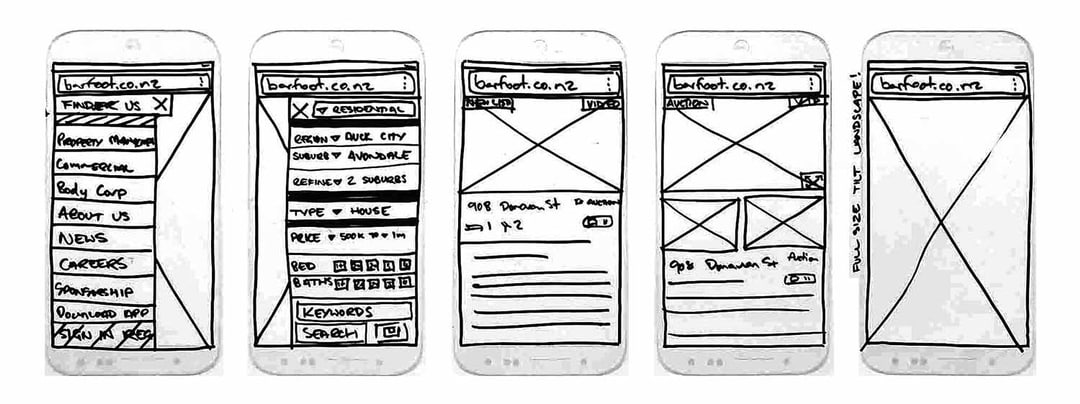 barfoot.co.nz
FINDER US X
PROPERTY MANAGMER
COMMERCIAL
Body Corp
ABOUT US
NEWS
CAREERS
SPONSORSHIP
DOWNLOAD APP
SIGN IN REG
barfoot.co.nz
X RESIDENTIAL
REGION AUCK CITY
SUBURB AVONDALE
REFINE 2 SUBURBS
TYPE HOUSE
PRICE 500K TO 1m
BED
BATHS
KEYWORDS
SEARCH
barfoot.co.nz
NEW LIST VIDEO
908 Donovan St AUCTION
1 2
barfoot.co.nz
AUCTION VID
908 Donovan St Auction
FULL SIZE TILT LANDSCAPE!
barfoot.co.nz